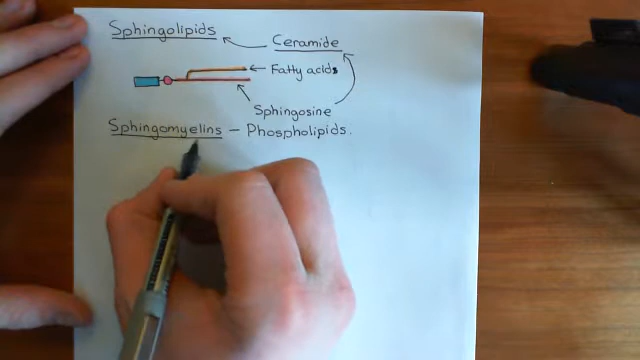 Sphingolipids
Ceramide
Fatty acids
Sphingosine
Sphingomyelins – Phospholipids.